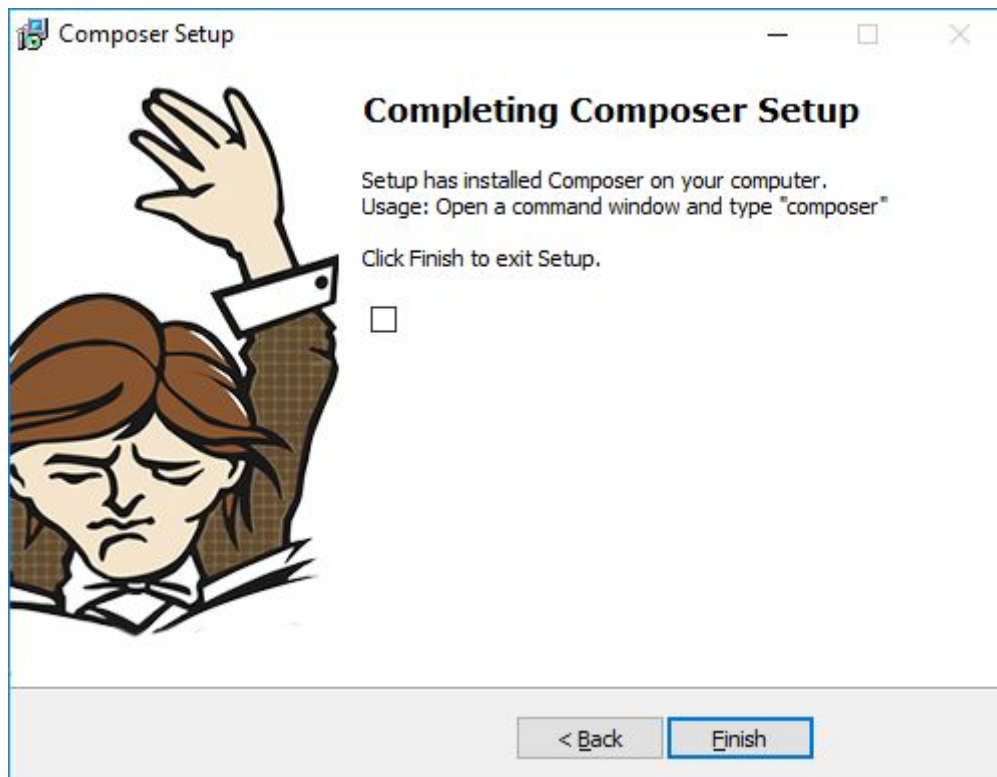 Composer Setup
Completing Composer Setup
Setup has installed Composer on your computer.
Usage: Open a command window and type "composer"
Click Finish to exit Setup.
< Back
Finish